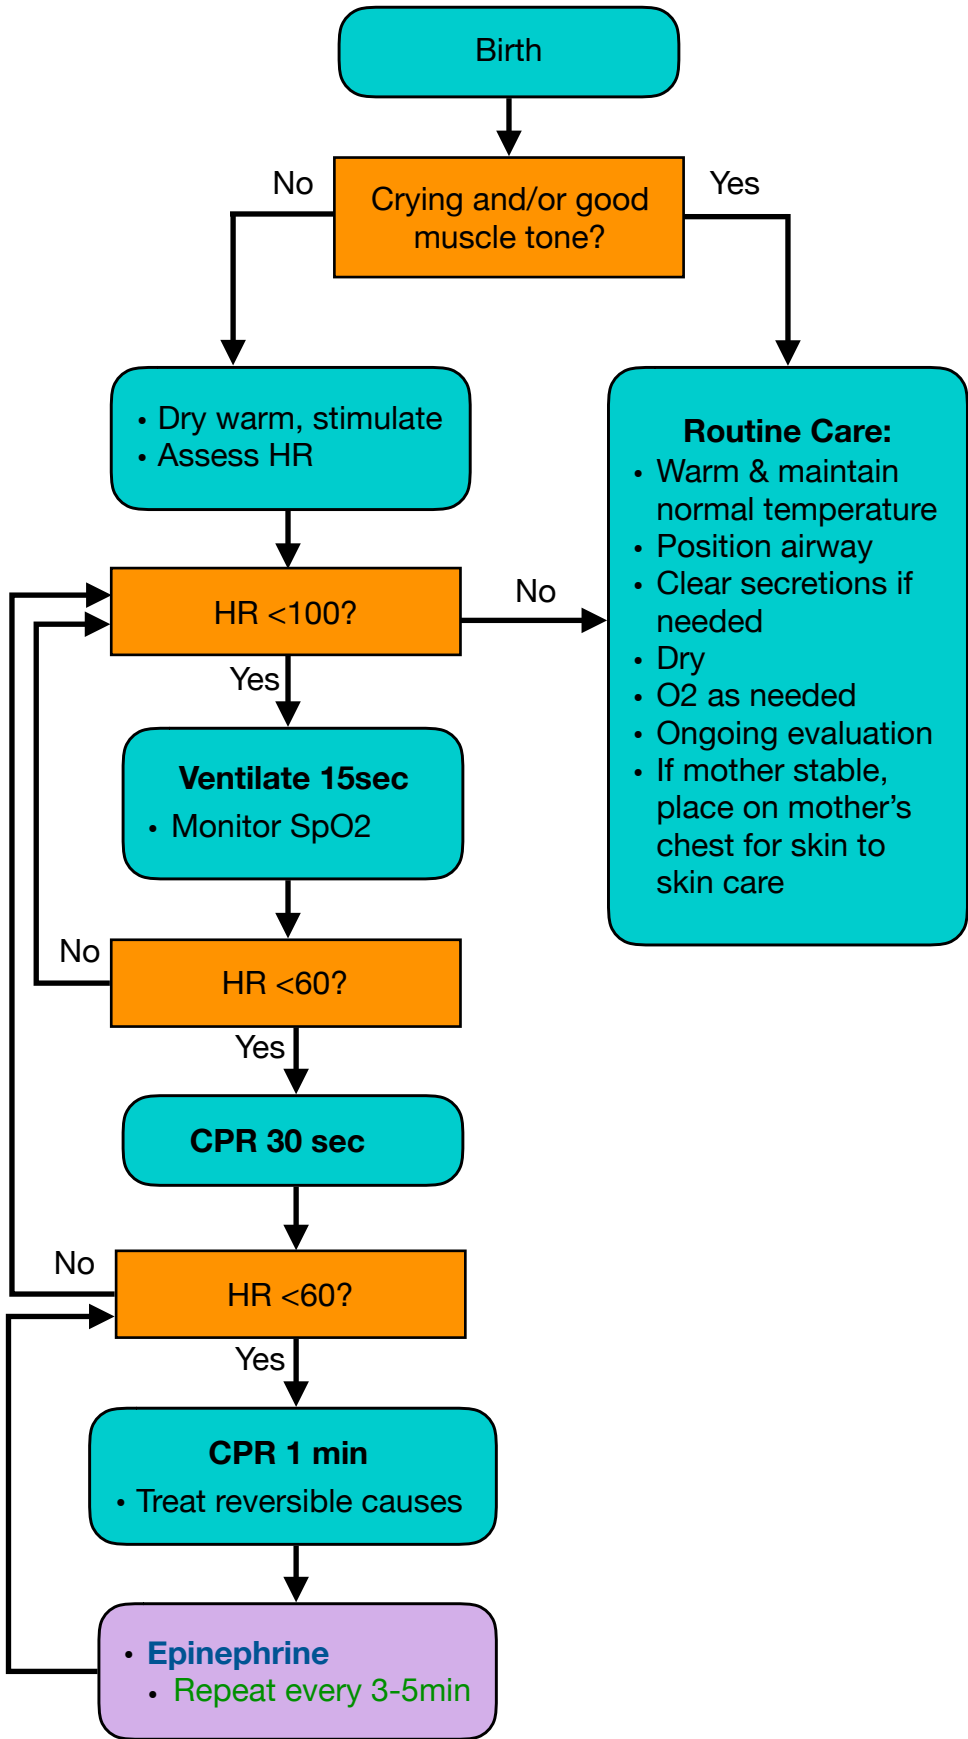 Birth
No
Yes
Crying and/or good
muscle tone?
• Dry warm, stimulate
• Assess HR
Routine Care:
• Warm & maintain
normal temperature
• Position airway
• Clear secretions if
needed
• Dry
• O2 as needed
• Ongoing evaluation
• If mother stable,
place on mother's
chest for skin to
skin care
HR <100?
No
Yes
Ventilate 15sec
• Monitor SpO2
No
HR <60?
Yes
CPR 30 sec
No
HR <60?
Yes
CPR 1 min
• Treat reversible causes
• Epinephrine
• Repeat every 3-5min